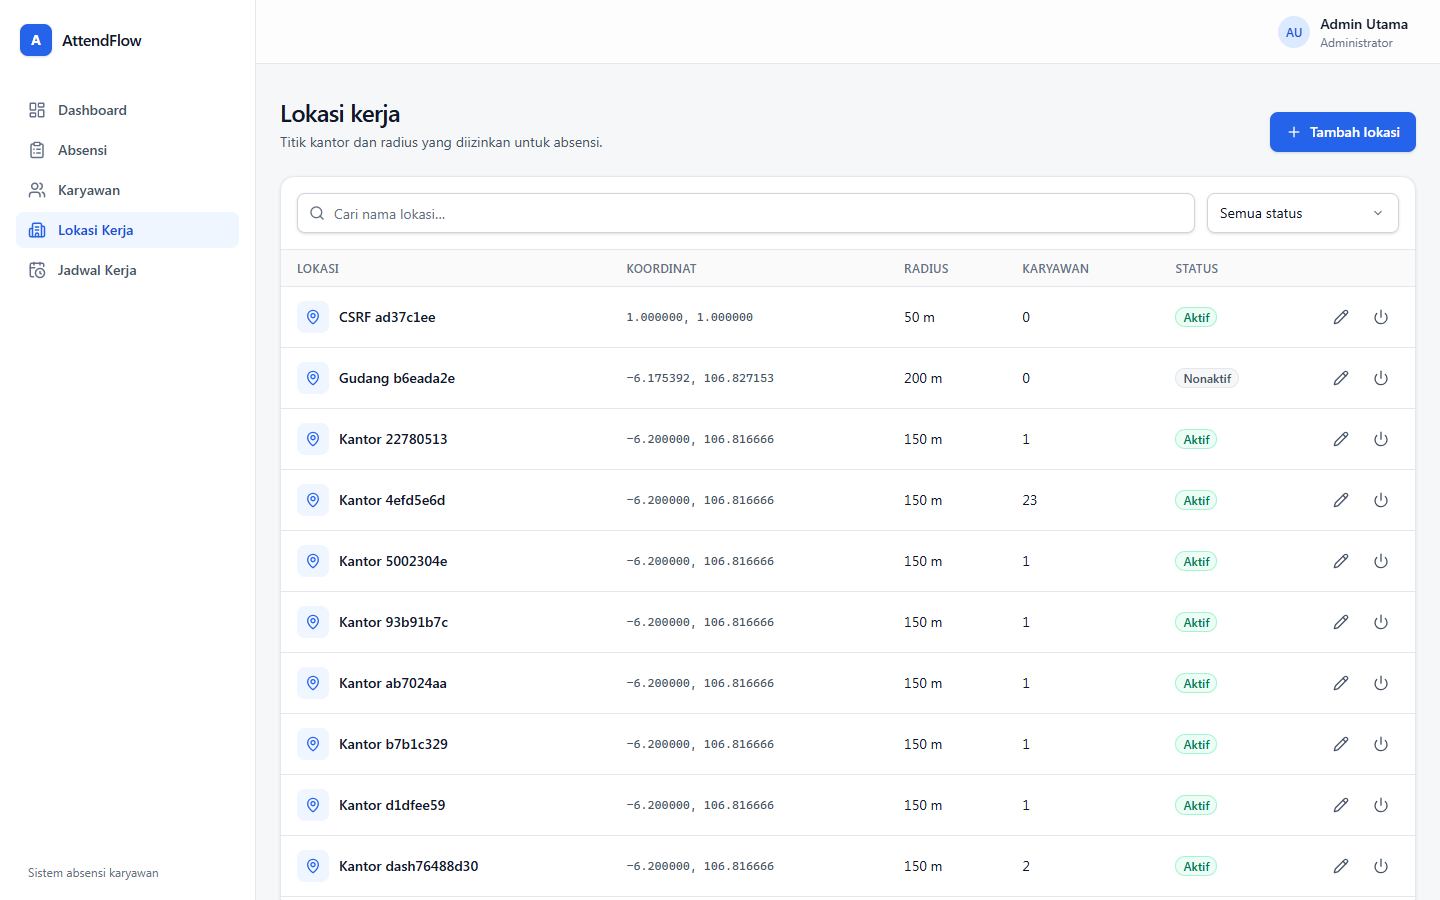 A AttendFlow
AU Admin Utama
Administrator
Dashboard
Absensi
Karyawan
Lokasi Kerja
Jadwal Kerja
Sistem absensi karyawan
Lokasi kerja
Titik kantor dan radius yang diizinkan untuk absensi.
+ Tambah lokasi
Cari nama lokasi... Semua status
LOKASI KOORDINAT RADIUS KARYAWAN STATUS
CSRF ad37c1ee 1.000000, 1.000000 50 m 0 Aktif
Gudang b6eada2e -6.175392, 106.827153 200 m 0 Nonaktif
Kantor 22780513 -6.200000, 106.816666 150 m 1 Aktif
Kantor 4efd5e6d -6.200000, 106.816666 150 m 23 Aktif
Kantor 5002304e -6.200000, 106.816666 150 m 1 Aktif
Kantor 93b91b7c -6.200000, 106.816666 150 m 1 Aktif
Kantor ab7024aa -6.200000, 106.816666 150 m 1 Aktif
Kantor b7b1c329 -6.200000, 106.816666 150 m 1 Aktif
Kantor d1dfee59 -6.200000, 106.816666 150 m 1 Aktif
Kantor dash76488d30 -6.200000, 106.816666 150 m 2 Aktif